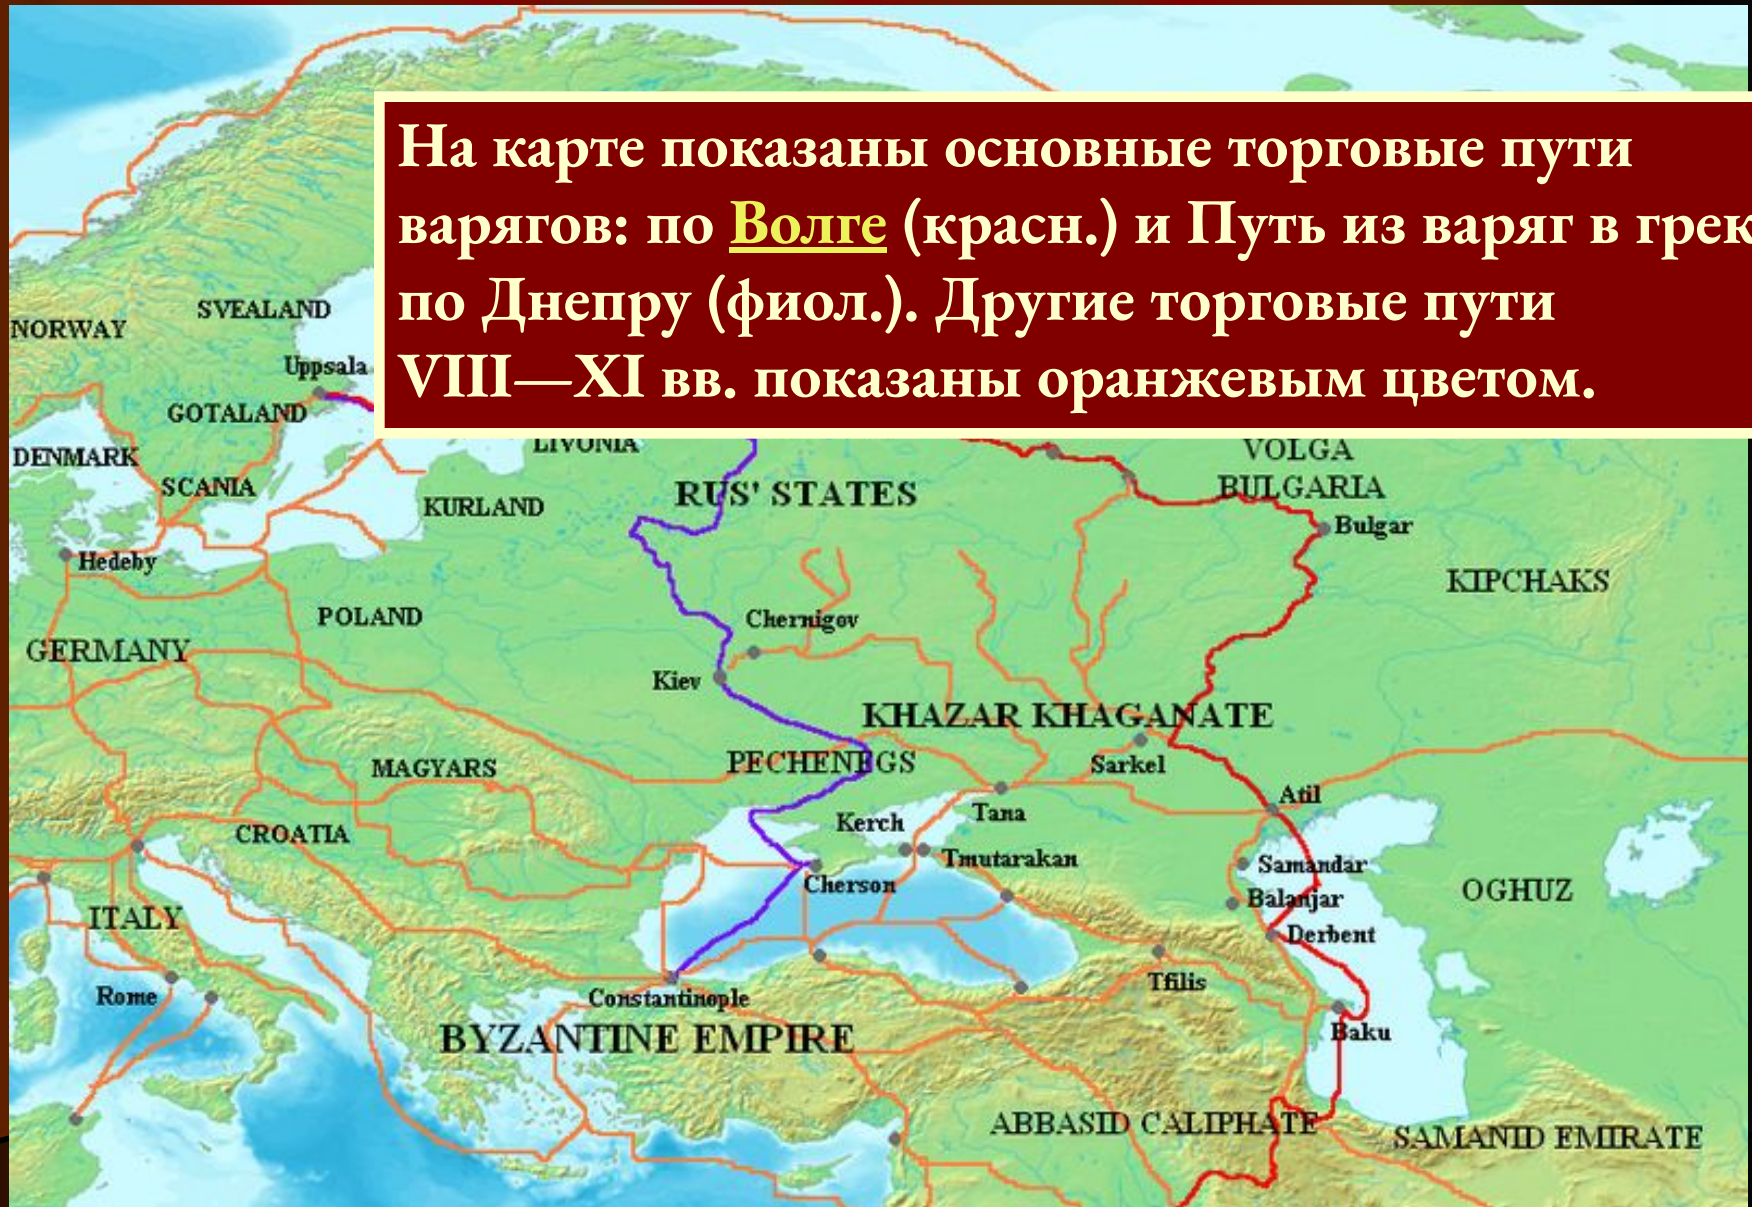 На карте показаны основные торговые пути
варягов: по Волге (красн.) и Путь из варяг в грек
по Днепру (фиол.). Другие торговые пути
VIII—XI вв. показаны оранжевым цветом.
SVEALAND
NORWAY
Uppsala
GOTALAND
DENMARK
SCANIA
LIVONIA
KURLAND
RUS' STATES
VOLGA
BULGARIA
Bulgar
Hedeby
KIPCHAKS
POLAND
Chernigov
GERMANY
Kiev
KHAZAR KHAGANATE
MAGYARS
PECHENEGS
Sarkel
Atil
Tana
CROATIA
Kerch
Tmutarakan
Samandar
Cherson
Balanjar
OGHUZ
ITALY
Derbent
Rome
Constantinople
Tfilis
BYZANTINE EMPIRE
Baku
ABBASID CALIPHATE
SAMANID EMIRATE